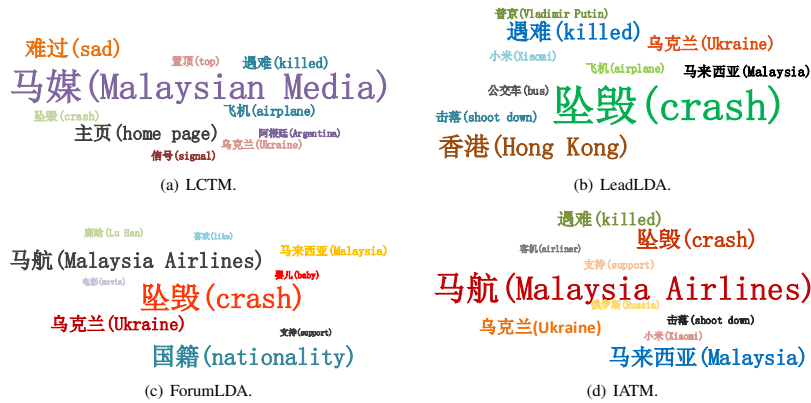 难过(sad)
置顶(top)
遇难(killed)
马媒(Malaysian Media)
坠毁(crash)
飞机(airplane)
主页(home page)
阿根廷(Argentina)
乌克兰(Ukraine)
信号(signal)
(a) LCTM.
普京(Vladimir Putin)
遇难(killed)
乌克兰(Ukraine)
小米(Xiaomi)
飞机(airplane)
马来西亚(Malaysia)
公交车(bus)
坠毁(crash)
击落(shoot down)
香港(Hong Kong)
(b) LeadLDA.
鹿晗(Lu Han)
喜欢(like)
马航(Malaysia Airlines)
马来西亚(Malaysia)
电影(movie)
婴儿(baby)
坠毁(crash)
乌克兰(Ukraine)
支持(support)
国籍(nationality)
(c) ForumLDA.
遇难(killed)
客机(airliner)
坠毁(crash)
支持(support)
马航(Malaysia Airlines)
俄罗斯(Russia)
乌克兰(Ukraine)
击落(shoot down)
小米(Xiaomi)
马来西亚(Malaysia)
(d) IATM.